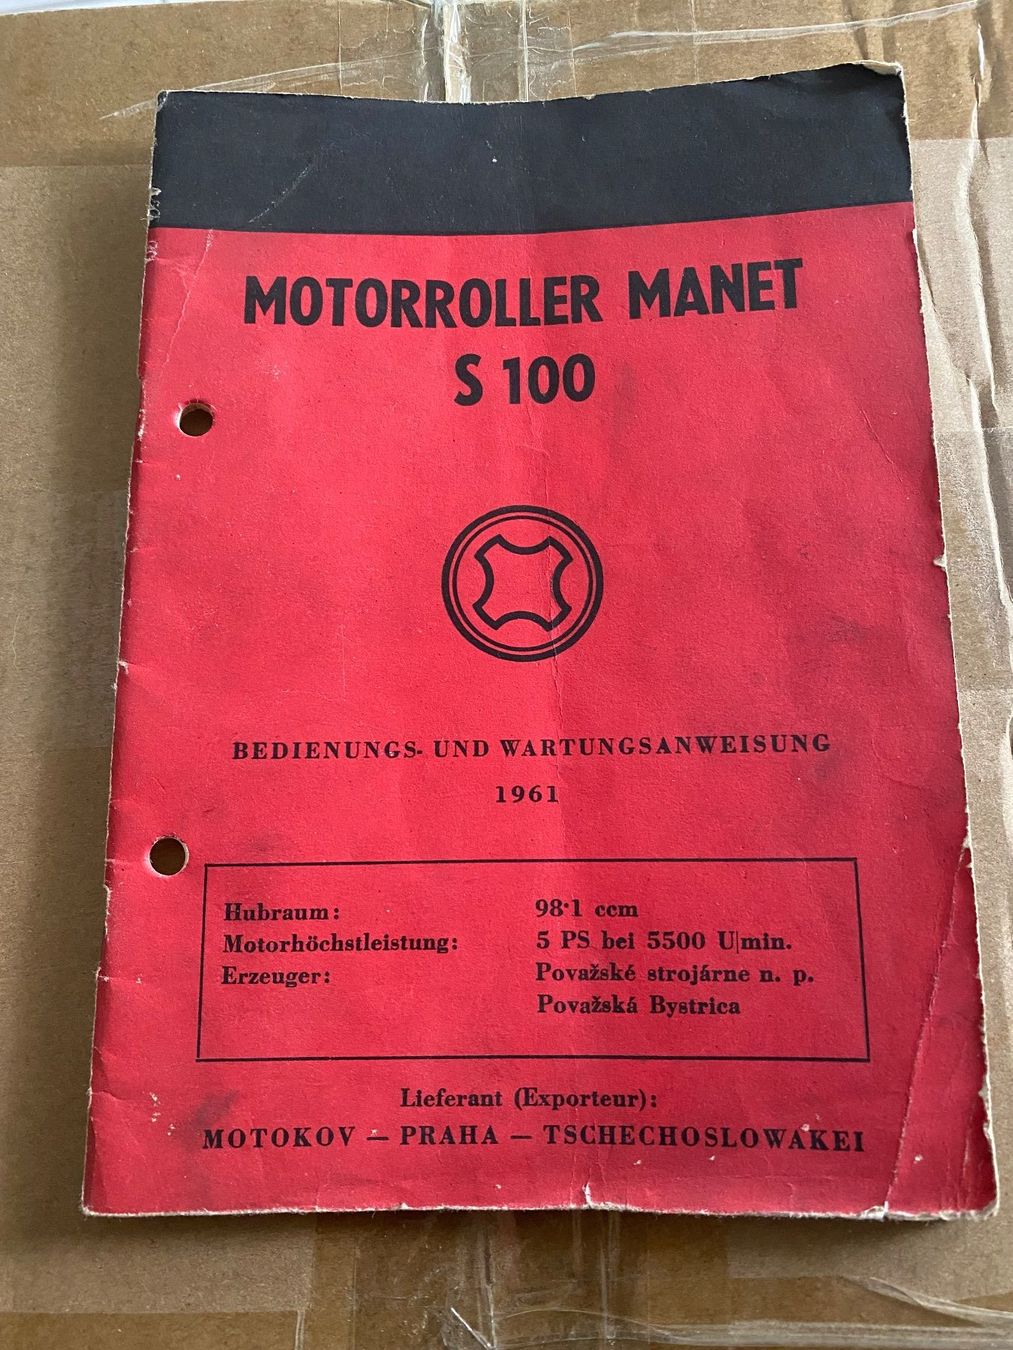 MOTORROLLER MANET
S 100
BEDIENUNGS- UND WARTUNGSANWEISUNG
1961
Hubraum: 98·1 ccm
Motorhöchstleistung: 5 PS bei 5500 U|min.
Erzeuger: Považské strojárne n. p.
Považská Bystrica
Lieferant (Exporteur):
MOTOKOV — PRAHA — TSCHECHOSLOWAKEI